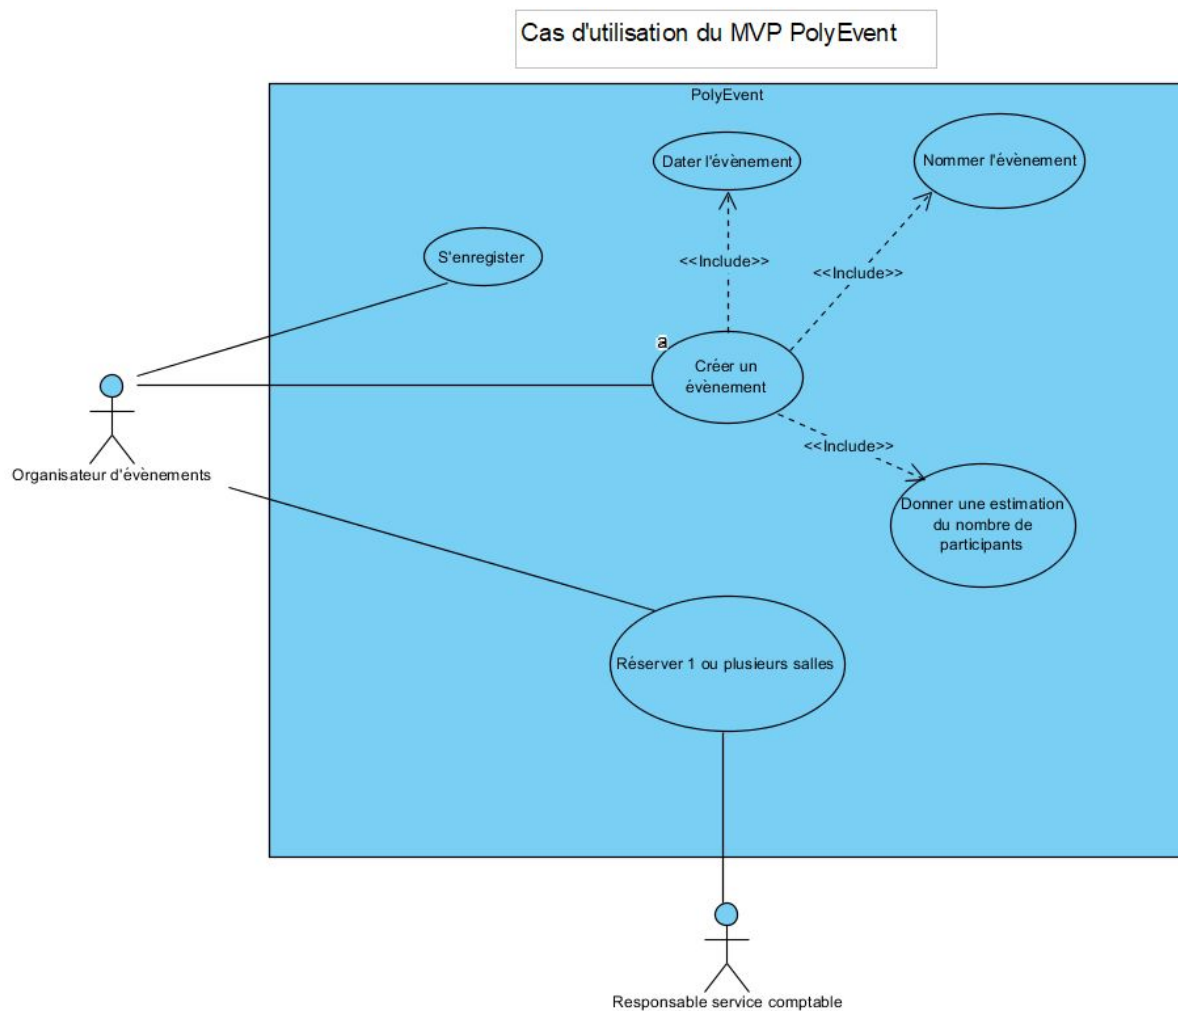 Cas d'utilisation du MVP PolyEvent
PolyEvent
Dater l'évènement
Nommer l'évènement
S'enregister
<<Include>>
<<Include>>
a
Créer un
évènement
<<Include>>
Organisateur d'évènements
Donner une estimation
du nombre de
participants
Réserver 1 ou plusieurs salles
Responsable service comptable